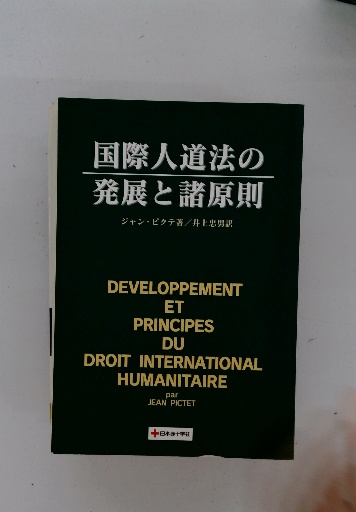 国際人道法の
発展と諸原則
ジャン・ピクテ著／井上忠男訳
DEVELOPPEMENT
ET
PRINCIPES
DU
DROIT INTERNATIONAL
HUMANITAIRE
par
JEAN PICTET
日本赤十字社